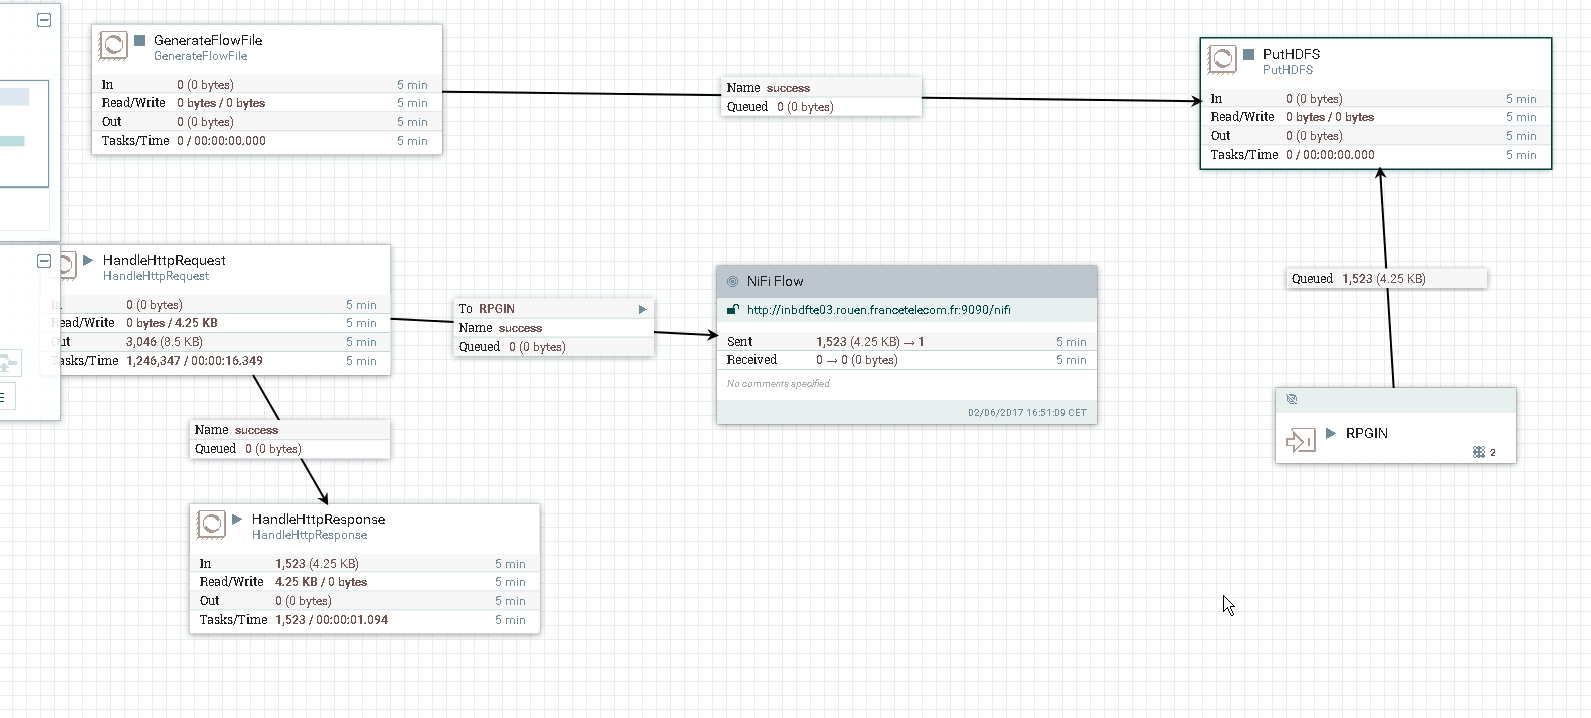 GenerateFlowFile
GenerateFlowFile
In 0 (0 bytes) 5 min
Read/Write 0 bytes / 0 bytes 5 min
Out 0 (0 bytes) 5 min
Tasks/Time 0 / 00:00:00.000 5 min
Name success
Queued 0 (0 bytes)
PutHDFS
PutHDFS
In 0 (0 bytes) 5 min
Read/Write 0 bytes / 0 bytes 5 min
Out 0 (0 bytes) 5 min
Tasks/Time 0 / 00:00:00.000 5 min
HandleHttpRequest
HandleHttpRequest
In 0 (0 bytes) 5 min
Read/Write 0 bytes / 4.25 KB 5 min
Out 3,046 (8.5 KB) 5 min
Tasks/Time 1,246,347 / 00:00:16.349 5 min
To RPGIN
Name success
Queued 0 (0 bytes)
NiFi Flow
http://inbdfte03.rouen.francetelecom.fr:9090/nifi
Sent 1,523 (4.25 KB) → 1 5 min
Received 0 → 0 (0 bytes) 5 min
No comments specified
02/06/2017 16:51:09 CET
Queued 1,523 (4.25 KB)
RPGIN
2
E
Name success
Queued 0 (0 bytes)
HandleHttpResponse
HandleHttpResponse
In 1,523 (4.25 KB) 5 min
Read/Write 4.25 KB / 0 bytes 5 min
Out 0 (0 bytes) 5 min
Tasks/Time 1,523 / 00:00:01.094 5 min